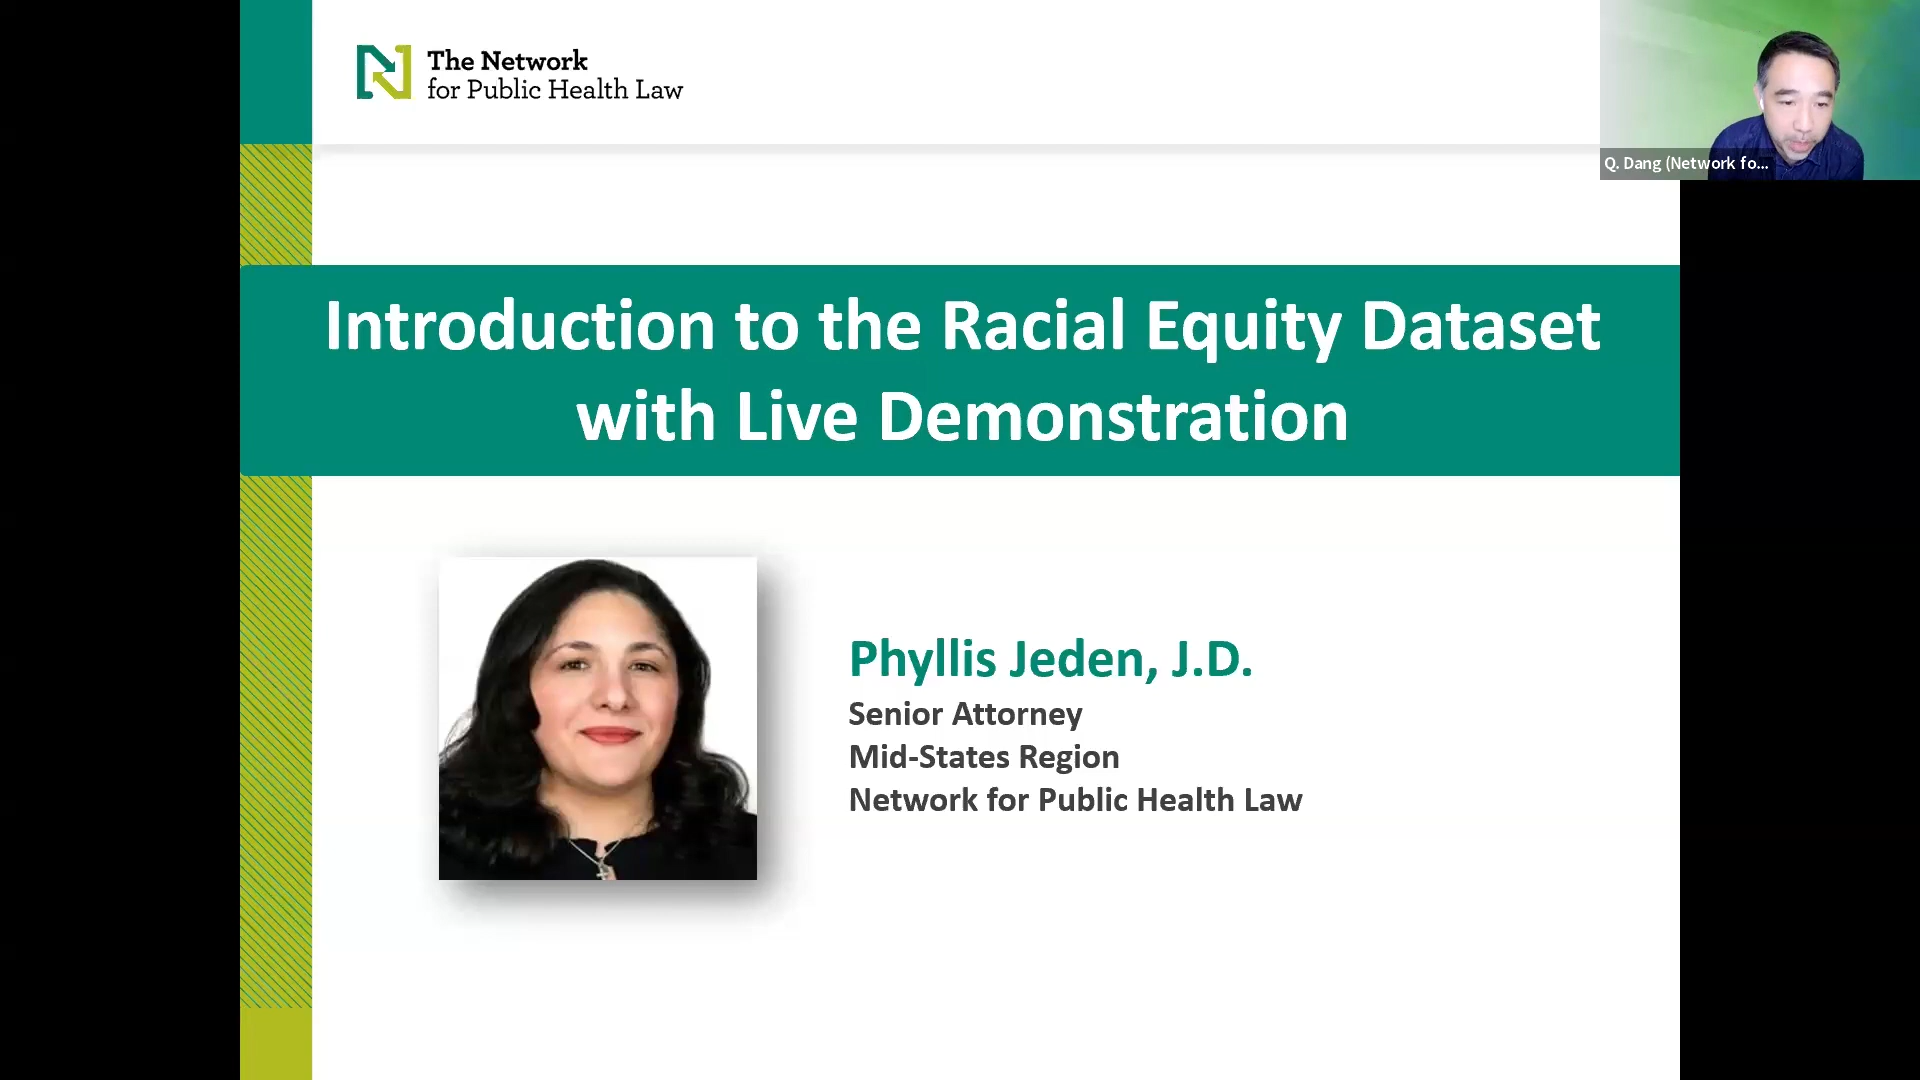 The Network
for Public Health Law
Q. Dang (Network fo...
Introduction to the Racial Equity Dataset
with Live Demonstration
Phyllis Jeden, J.D.
Senior Attorney
Mid-States Region
Network for Public Health Law